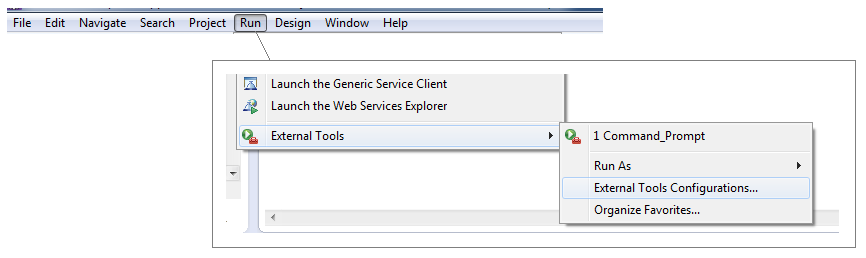 File Edit Navigate Search Project Run Design Window Help
Launch the Generic Service Client
Launch the Web Services Explorer
External Tools
1 Command_Prompt
Run As
External Tools Configurations...
Organize Favorites...